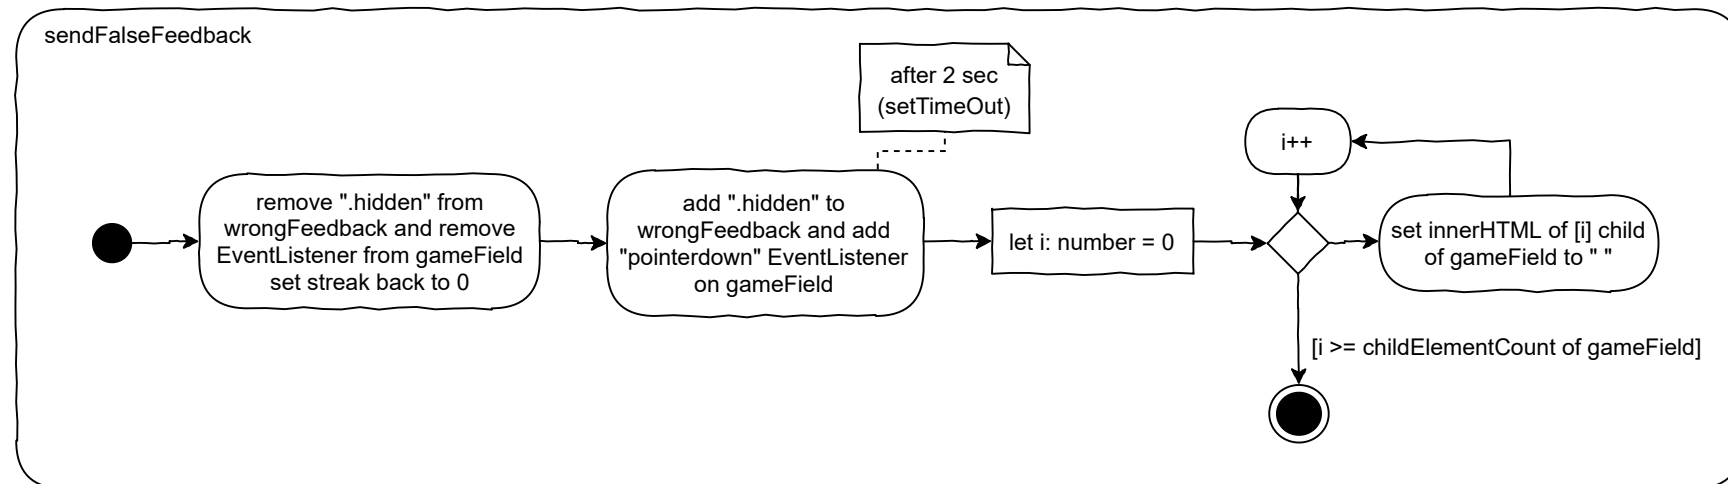 sendFalseFeedback
after 2 sec
(setTimeOut)
i++
remove ".hidden" from
wrongFeedback and remove
EventListener from gameField
set streak back to 0
add ".hidden" to
wrongFeedback and add
"pointerdown" EventListener
on gameField
let i: number = 0
set innerHTML of [i] child
of gameField to " "
[i >= childElementCount of gameField]